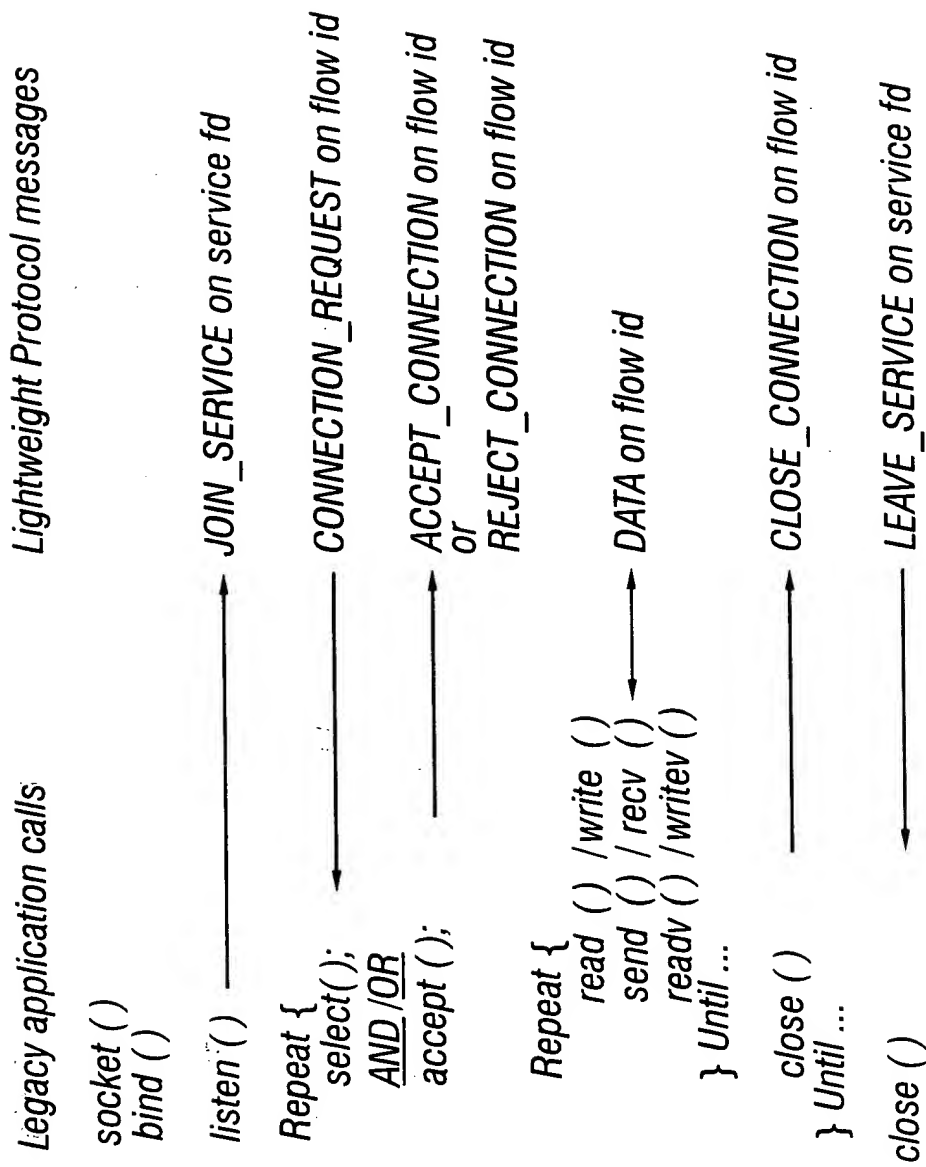 Legacy application calls
Lightweight Protocol messages
socket ()
bind ()
listen ()
JOIN_SERVICE on service fd
Repeat {
select();
CONNECTION_REQUEST on flow id
AND /OR
accept ();
ACCEPT_CONNECTION on flow id
or
REJECT_CONNECTION on flow id
Repeat {
read () /write ()
send () / recv ()
DATA on flow id
readv () /writev ()
} Until ...
close ()
CLOSE_CONNECTION on flow id
} Until ...
close ()
LEAVE_SERVICE on service fd